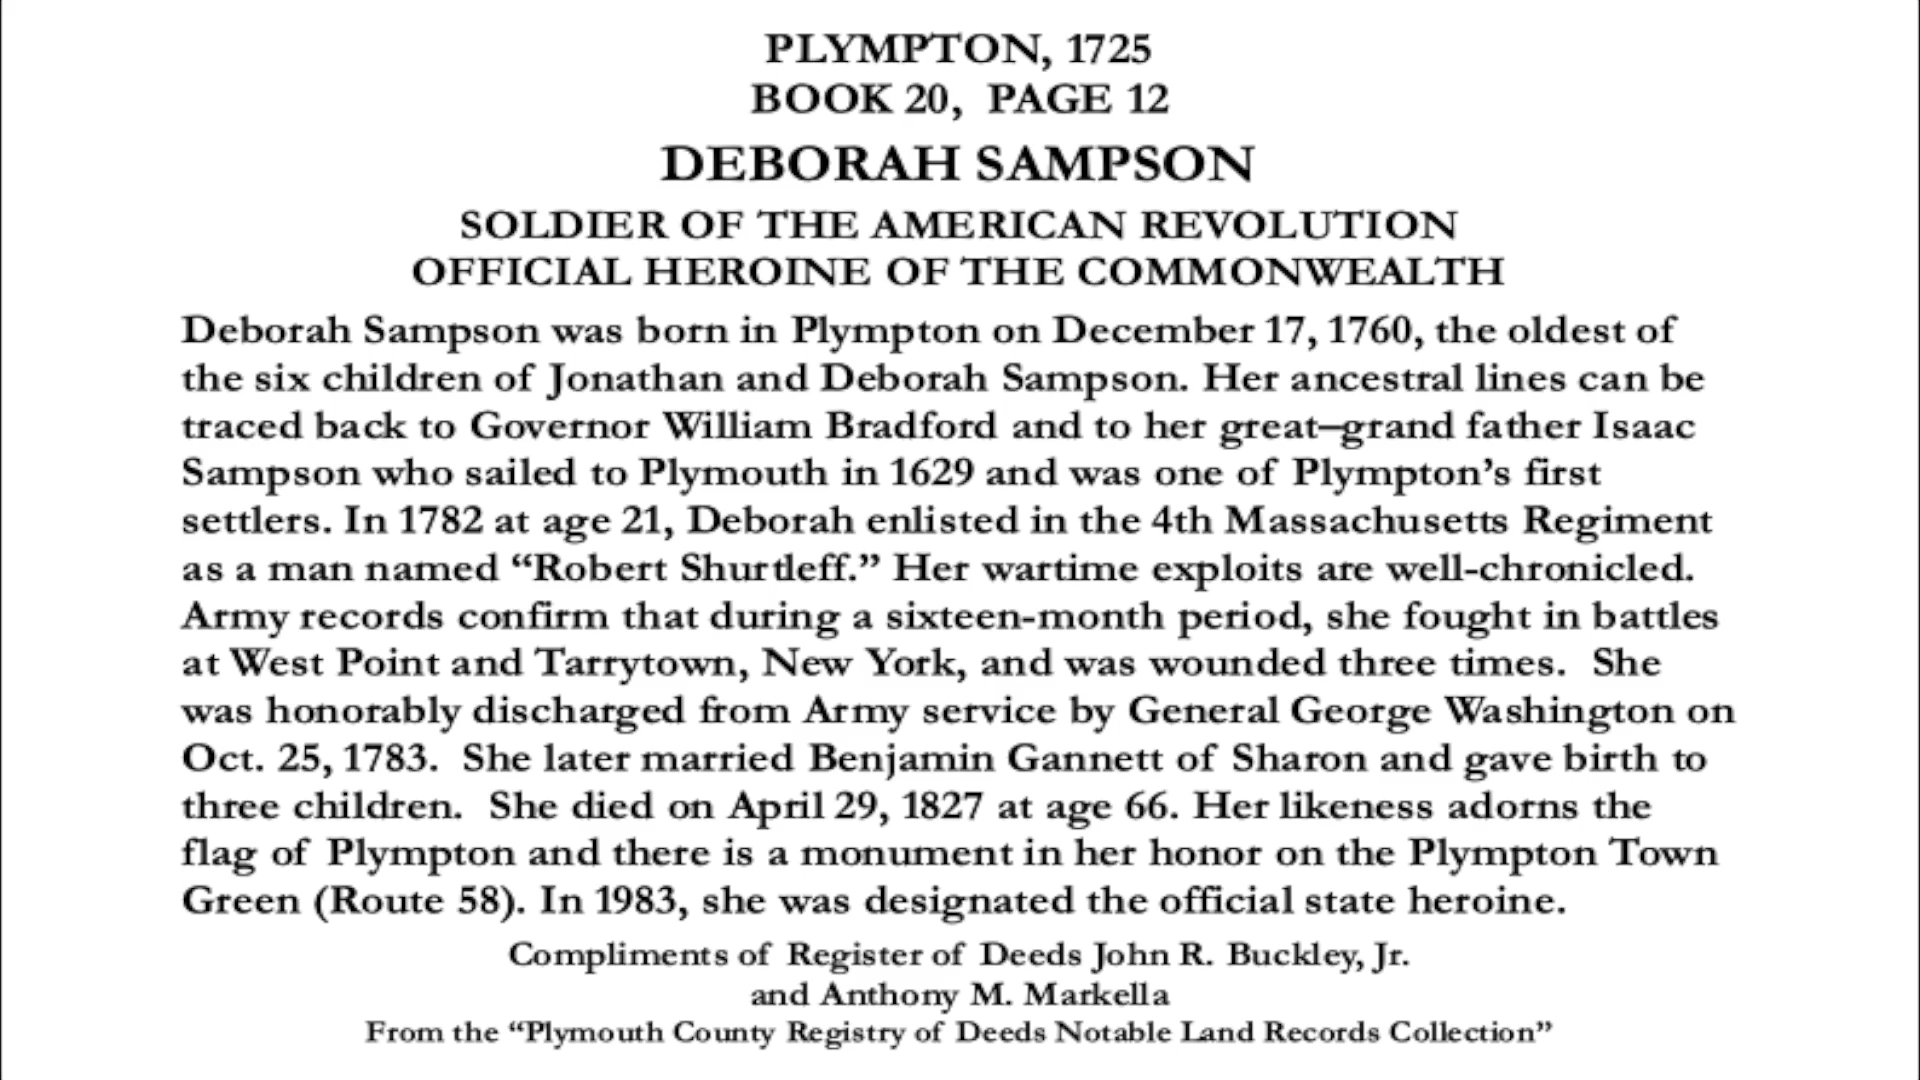 PLYMPTON, 1725
BOOK 20, PAGE 12
DEBORAH SAMPSON
SOLDIER OF THE AMERICAN REVOLUTION
OFFICIAL HEROINE OF THE COMMONWEALTH
Deborah Sampson was born in Plympton on December 17, 1760, the oldest of
the six children of Jonathan and Deborah Sampson. Her ancestral lines can be
traced back to Governor William Bradford and to her great–grand father Isaac
Sampson who sailed to Plymouth in 1629 and was one of Plympton’s first
settlers. In 1782 at age 21, Deborah enlisted in the 4th Massachusetts Regiment
as a man named “Robert Shurtleff.” Her wartime exploits are well-chronicled.
Army records confirm that during a sixteen-month period, she fought in battles
at West Point and Tarrytown, New York, and was wounded three times. She
was honorably discharged from Army service by General George Washington on
Oct. 25, 1783. She later married Benjamin Gannett of Sharon and gave birth to
three children. She died on April 29, 1827 at age 66. Her likeness adorns the
flag of Plympton and there is a monument in her honor on the Plympton Town
Green (Route 58). In 1983, she was designated the official state heroine.
Compliments of Register of Deeds John R. Buckley, Jr.
and Anthony M. Markella
From the “Plymouth County Registry of Deeds Notable Land Records Collection”